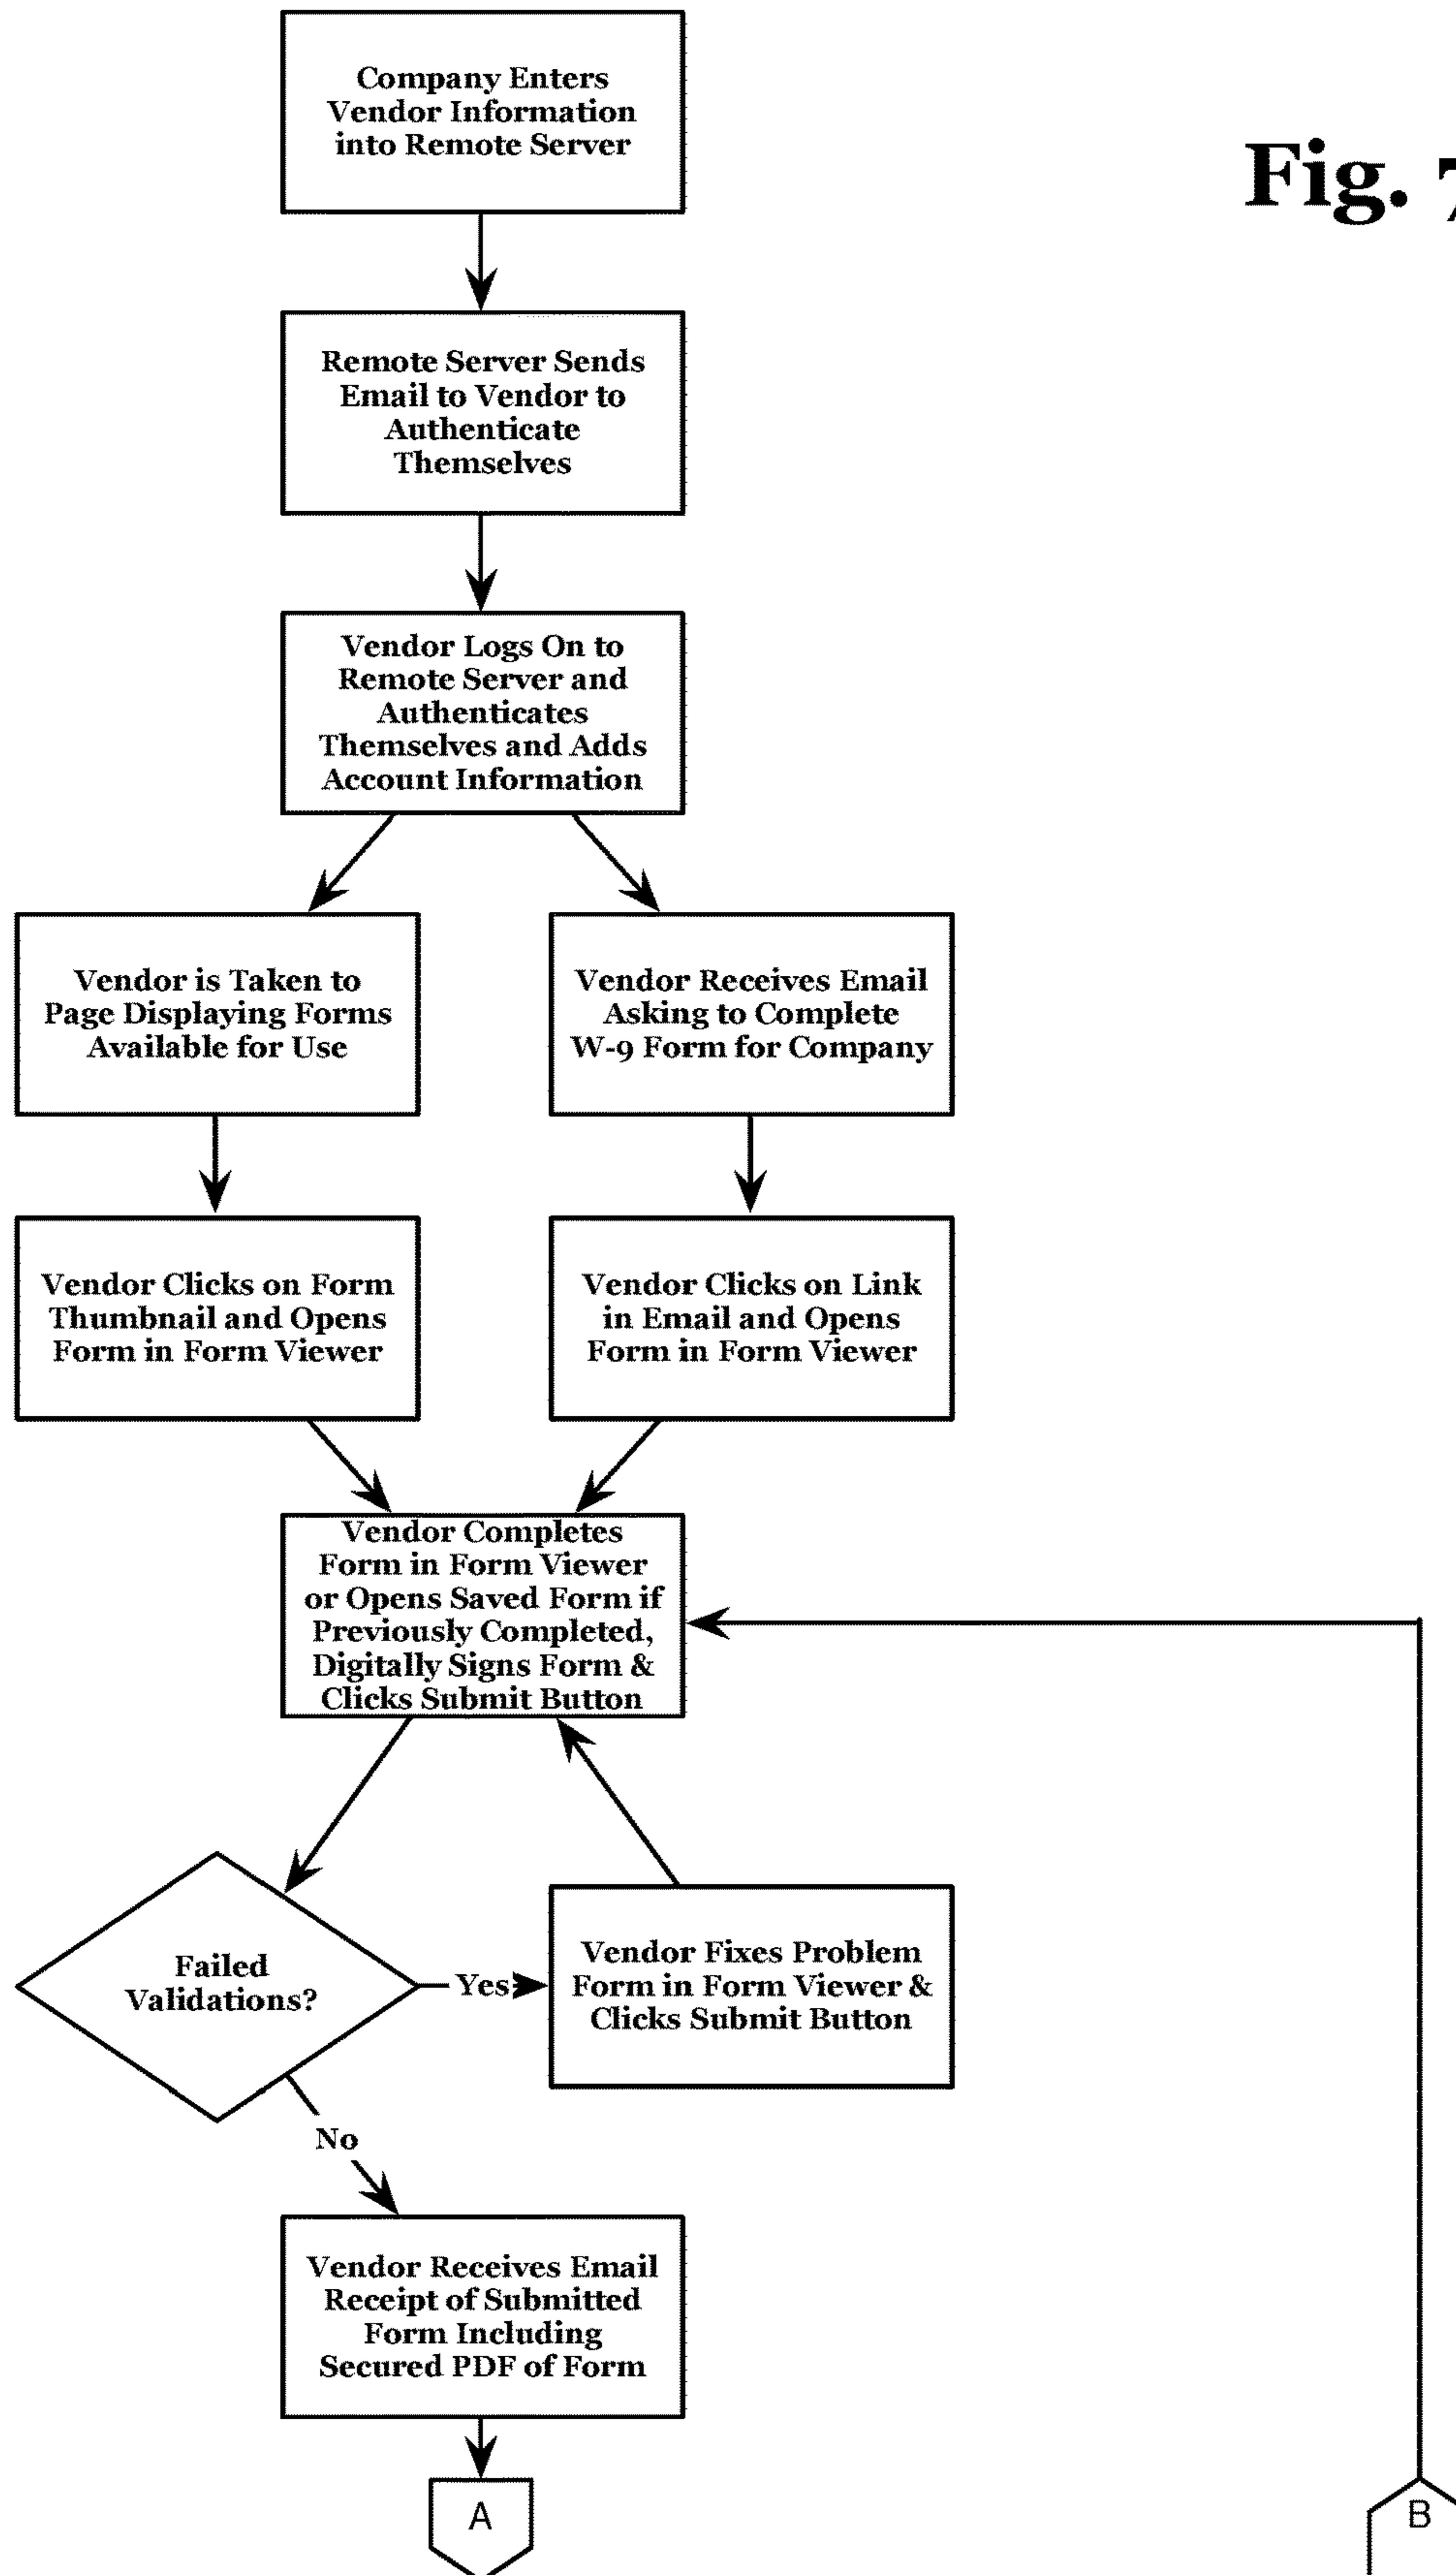 Company Enters
Vendor Information
into Remote Server
Fig. 7
Remote Server Sends
Email to Vendor to
Authenticate
Themselves
Vendor Logs On to
Remote Server and
Authenticates
Themselves and Adds
Account Information
Vendor is Taken to
Page Displaying Forms
Available for Use
Vendor Receives Email
Asking to Complete
W-9 Form for Company
Vendor Clicks on Form
Thumbnail and Opens
Form in Form Viewer
Vendor Clicks on Link
in Email and Opens
Form in Form Viewer
Vendor Completes
Form in Form Viewer
or Opens Saved Form if
Previously Completed,
Digitally Signs Form &
Clicks Submit Button
Failed
Validations?
Yes
Vendor Fixes Problem
Form in Form Viewer &
Clicks Submit Button
No
Vendor Receives Email
Receipt of Submitted
Form Including
Secured PDF of Form
A
B